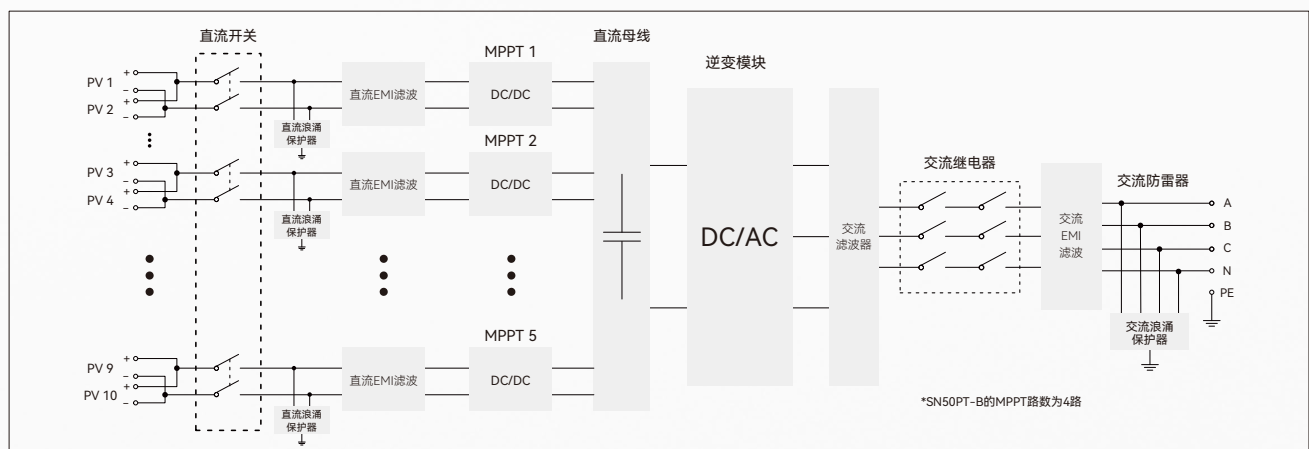 直流开关
MPPT 1
直流母线
逆变模块
PV 1
+
−
PV 2
+
−
直流浪涌
保护器
直流EMI滤波
DC/DC
MPPT 2
PV 3
+
−
PV 4
+
−
直流浪涌
保护器
直流EMI滤波
DC/DC
MPPT 5
PV 9
+
−
PV 10
+
−
直流浪涌
保护器
直流EMI滤波
DC/DC
DC/AC
交流
滤波器
交流继电器
交流
EMI
滤波
交流防雷器
A
B
C
N
PE
交流浪涌
保护器
*SN50PT-B的MPPT路数为4路